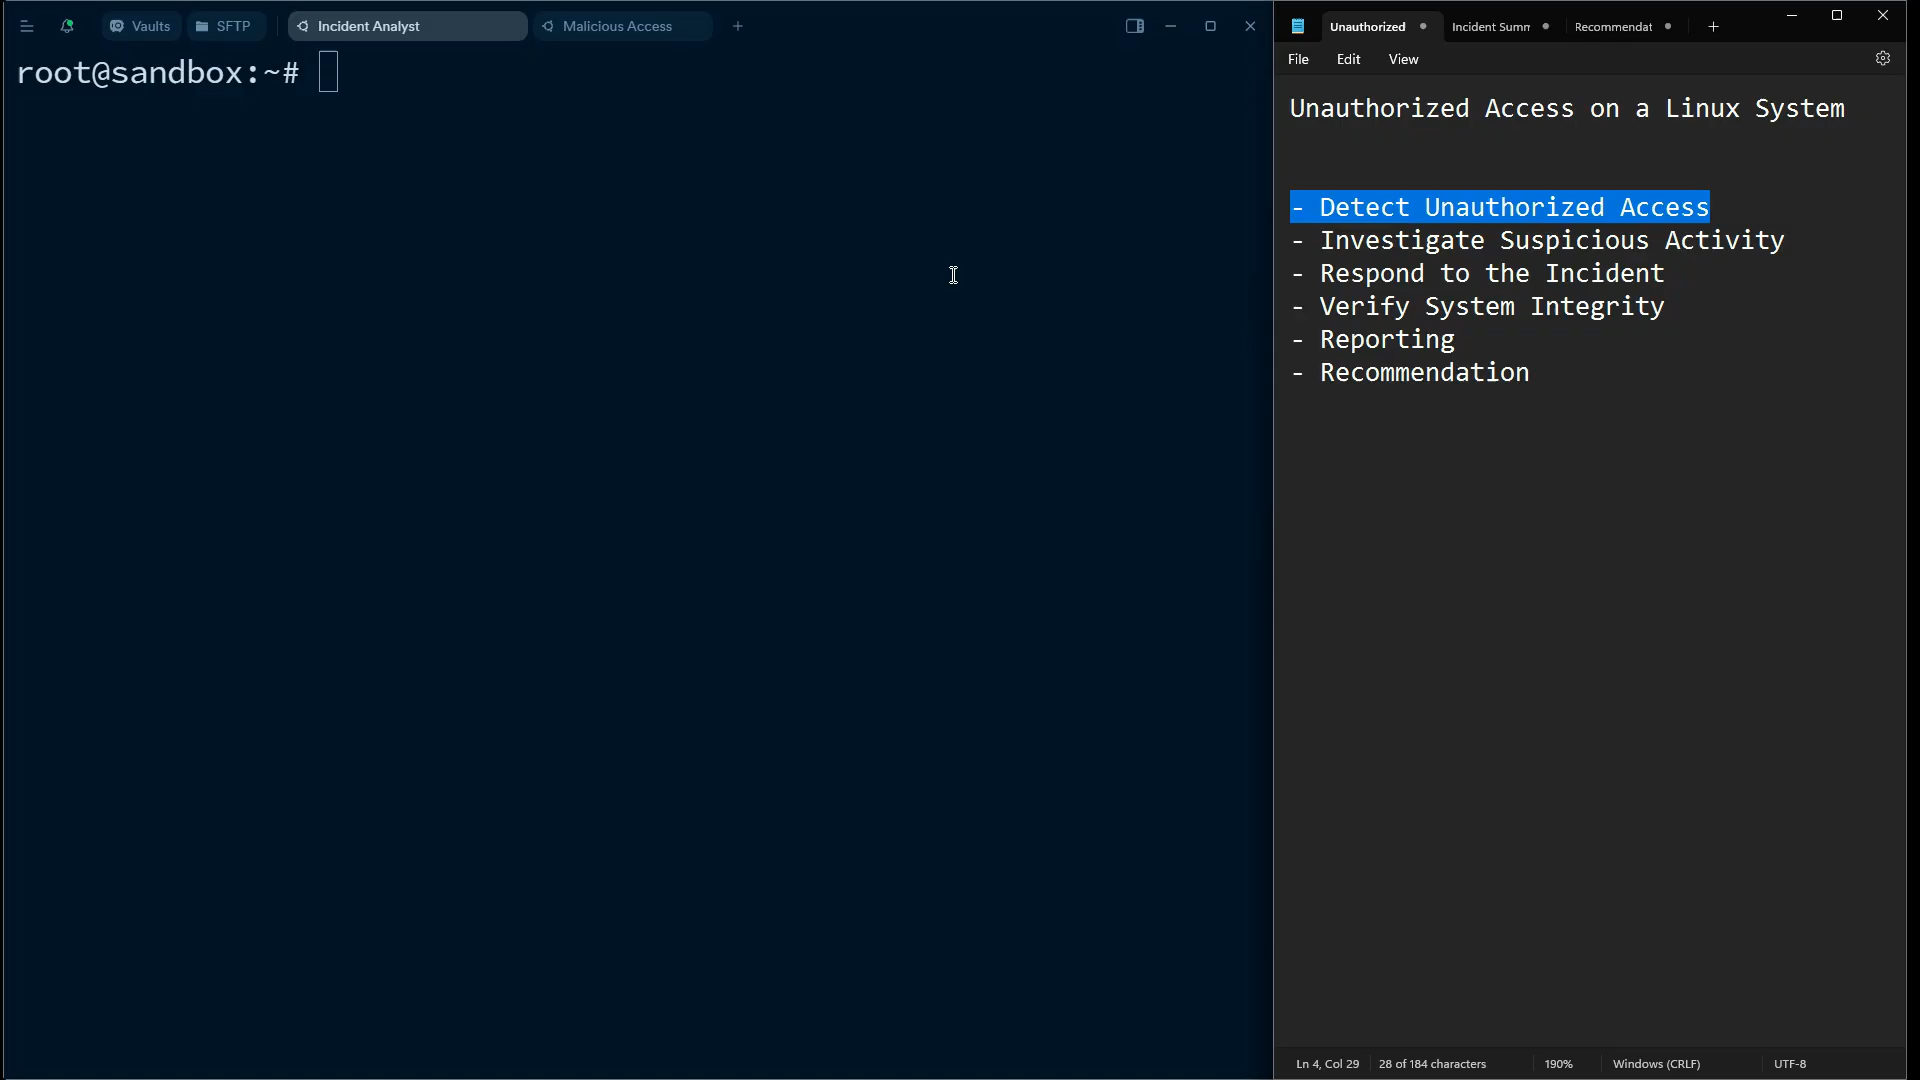 Vaults
SFTP
Incident Analyst
Malicious Access
root@sandbox:~#
Unauthorized
Incident Summ
Recommendat
File
Edit
View
Unauthorized Access on a Linux System
- Detect Unauthorized Access
- Investigate Suspicious Activity
- Respond to the Incident
- Verify System Integrity
- Reporting
- Recommendation
Ln 4, Col 29
28 of 184 characters
190%
Windows (CRLF)
UTF-8